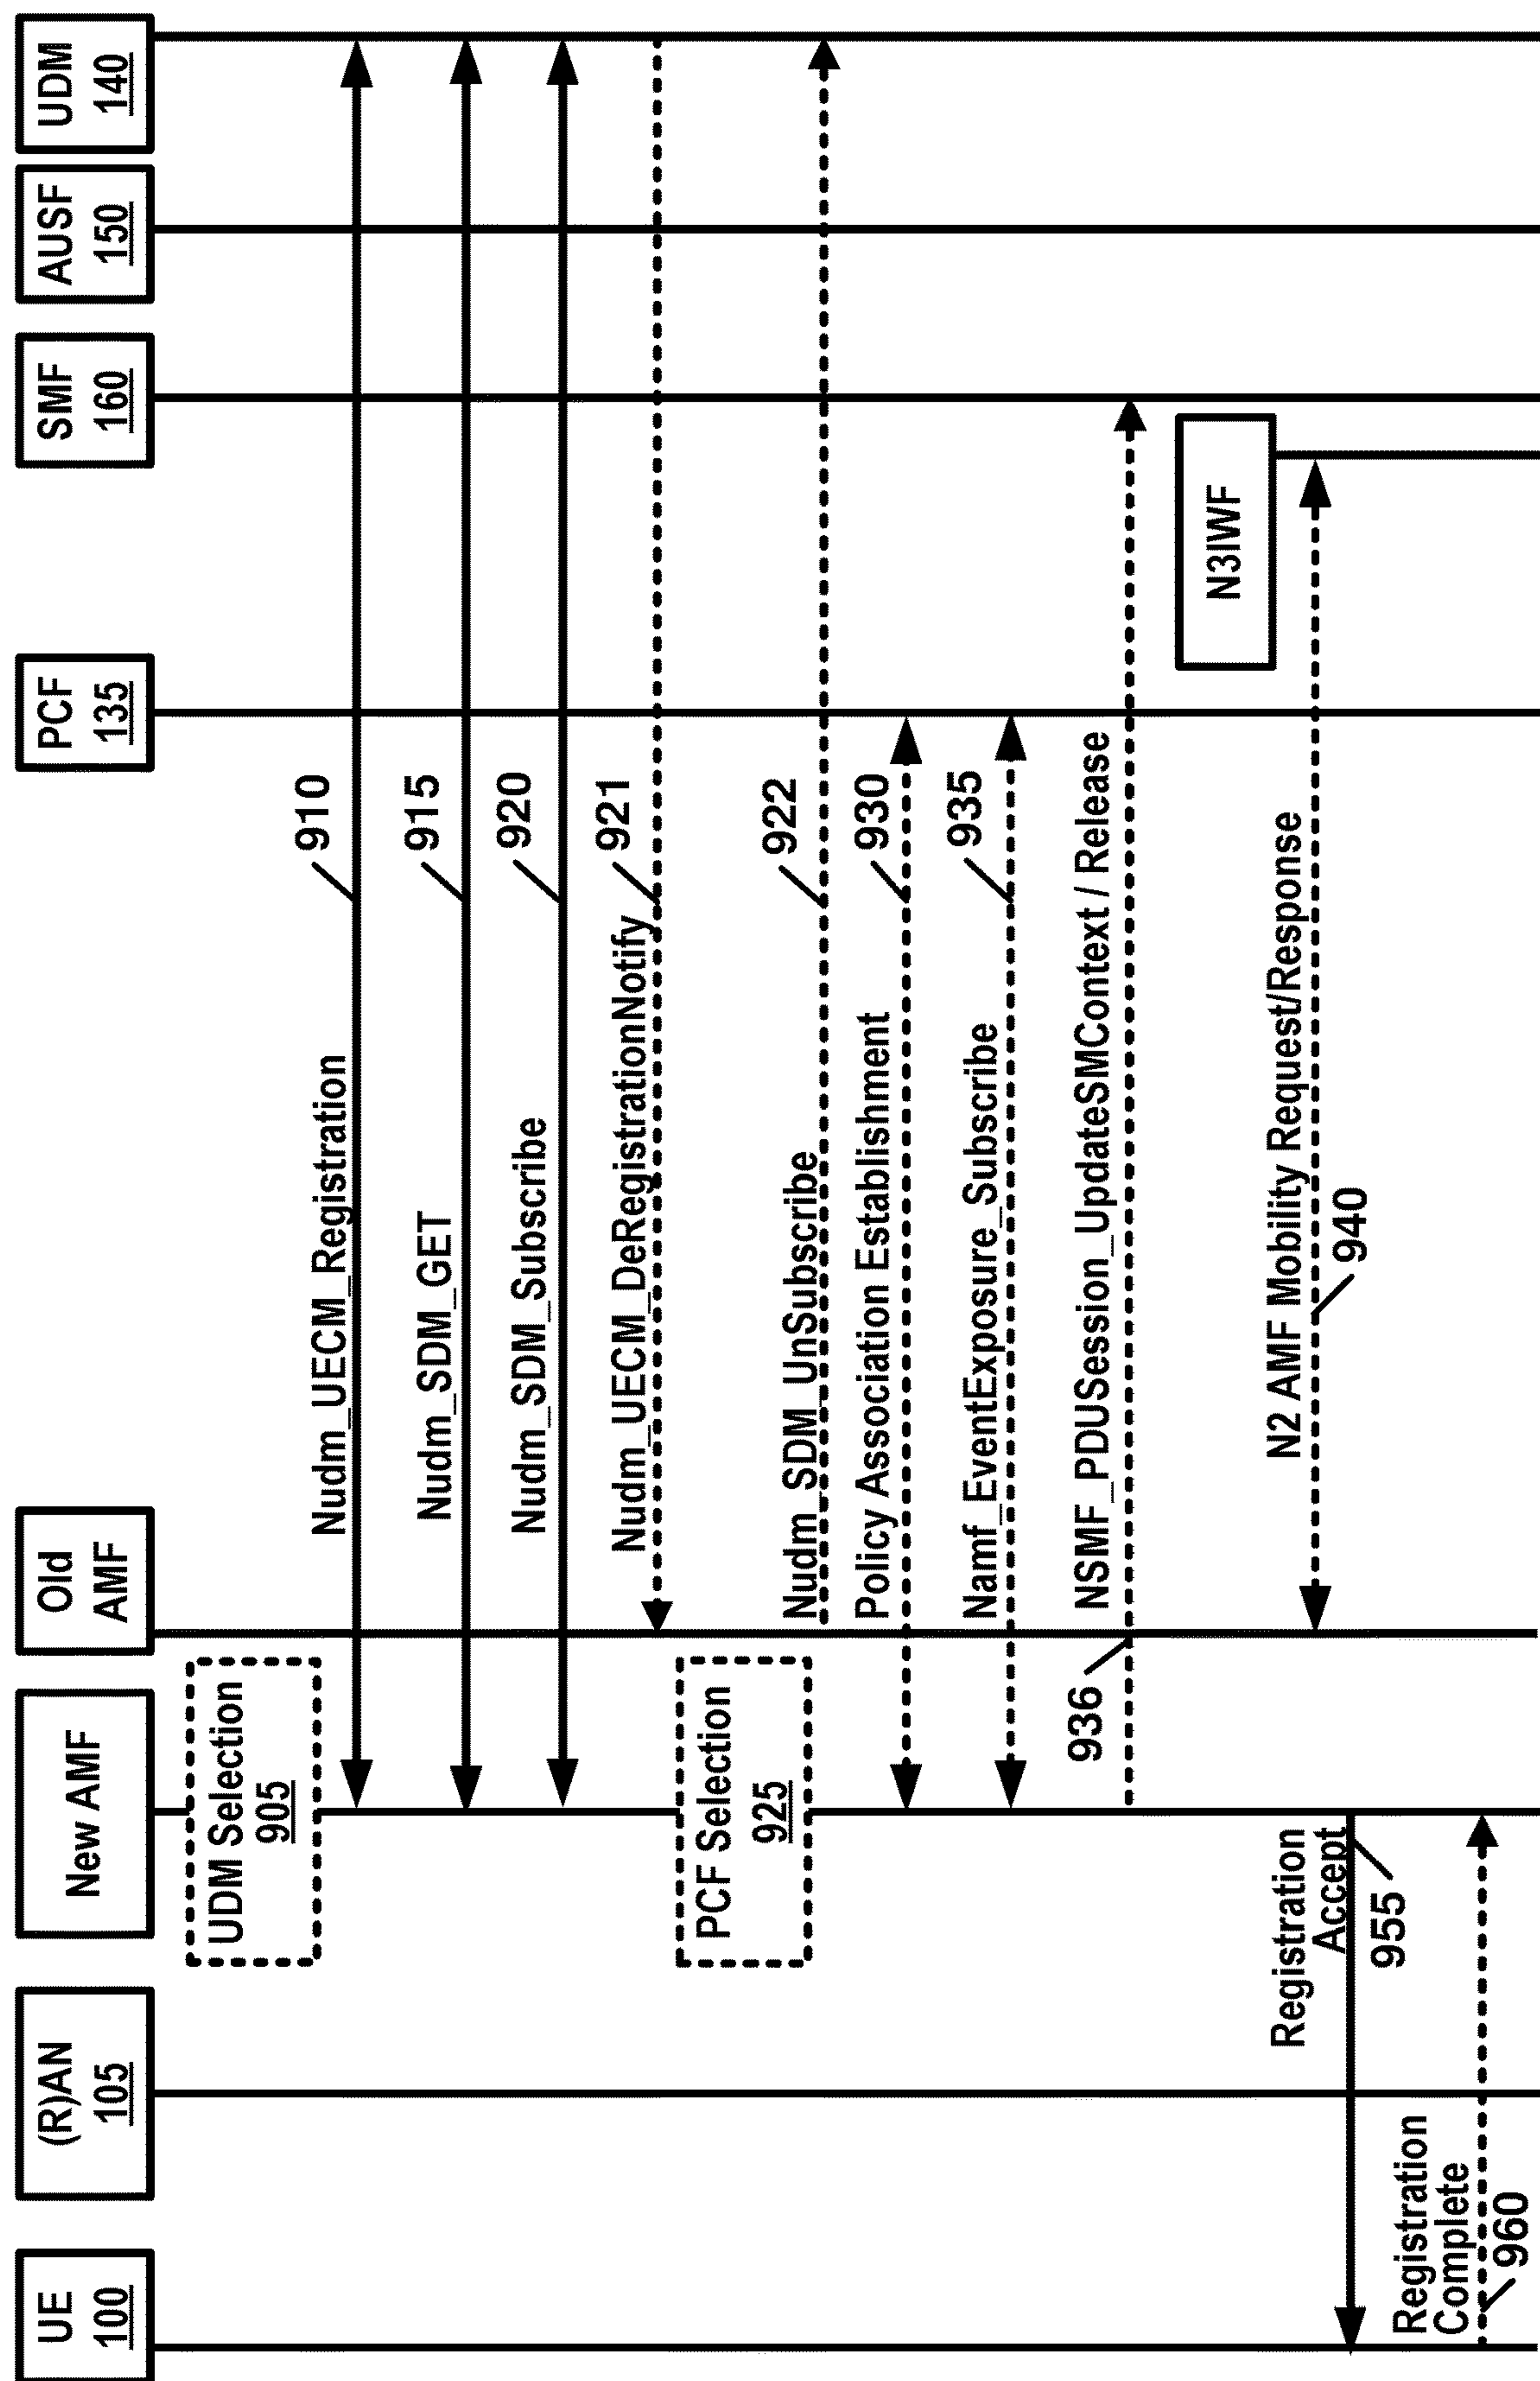 UE
100
(R)AN
105
New AMF
Old
AMF
PCF
135
SMF
160
AUSF
150
UDM
140
UDM Selection
905
Nudm_UECM_Registration
910
Nudm_SDM_GET
915
Nudm_SDM_Subscribe
920
Nudm_UECM_DeRegistrationNotify
921
PCF Selection
925
Nudm_SDM_UnSubscribe
922
Policy Association Establishment
930
Namf_EventExposure_Subscribe
935
NSMF_PDUSession_UpdateSMContext / Release
936
N3IWF
N2 AMF Mobility Request/Response
940
Registration
Accept
955
Registration
Complete
960